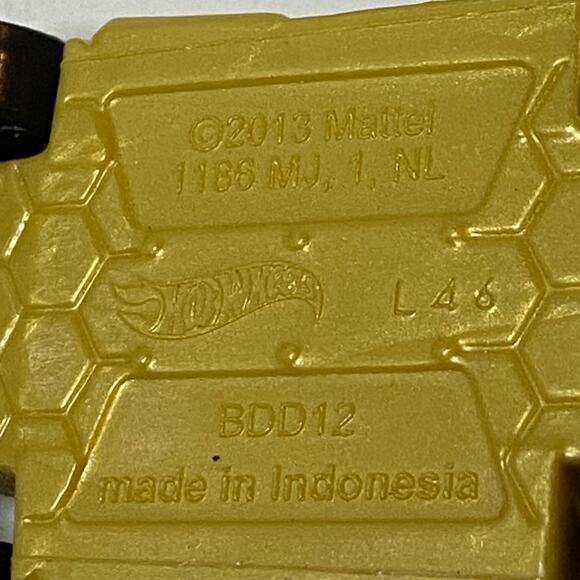 ©2013 Mattel
1186 MJ, 1, NL
HOT WHEELS
L46
BDD12
made in Indonesia